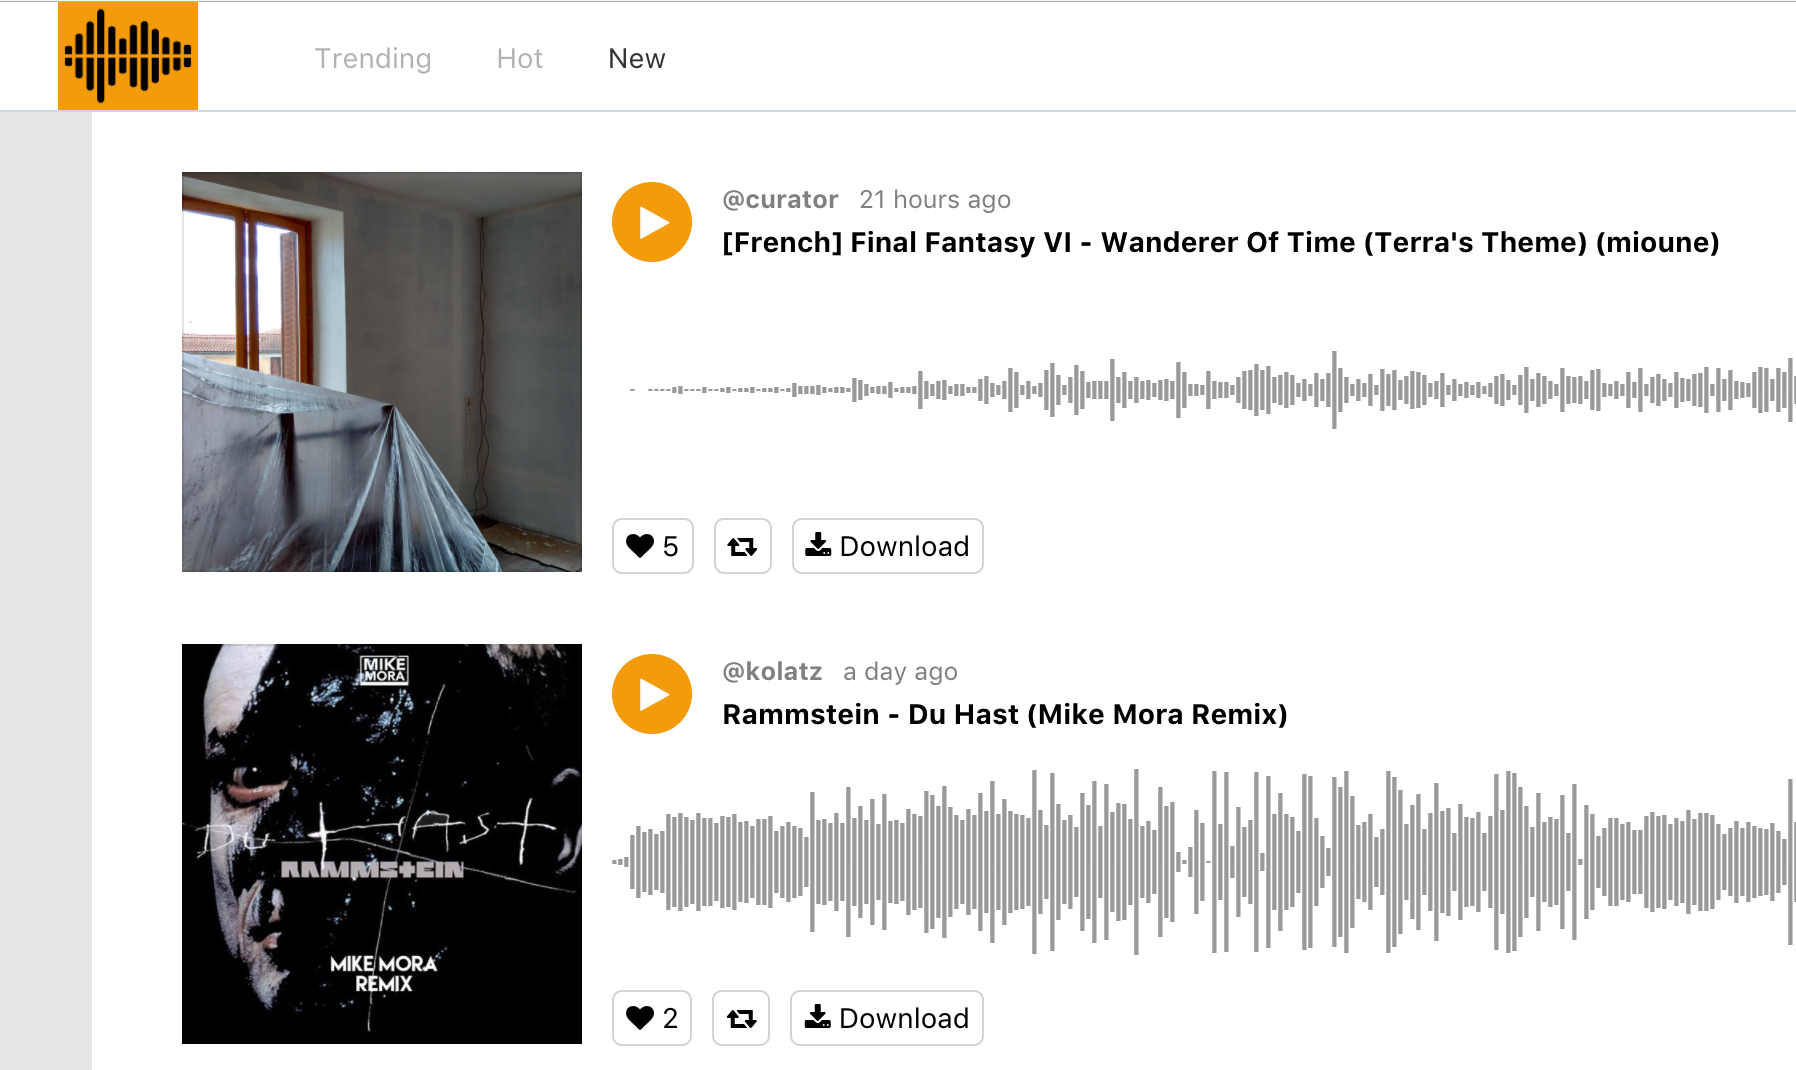 Trending Hot New
@curator 21 hours ago
[French] Final Fantasy VI - Wanderer Of Time (Terra's Theme) (mioune)
5 Download
MIKE
MORA
DU HAST
RAMMSTEIN
MIKE MORA
REMIX
@kolatz a day ago
Rammstein - Du Hast (Mike Mora Remix)
2 Download